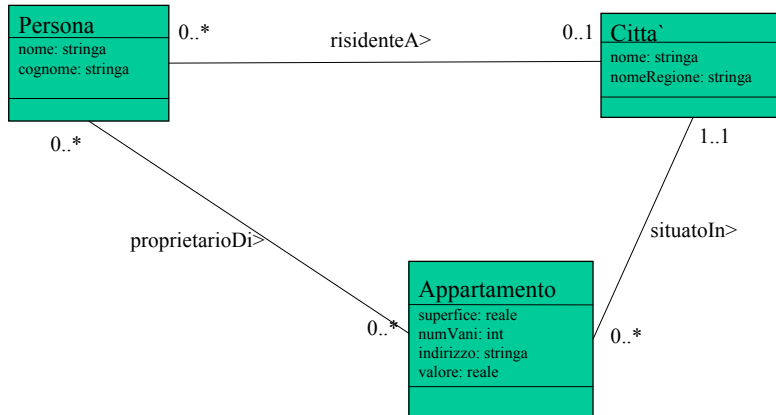 Persona
nome: stringa
cognome: stringa
0..*
risidenteA>
0..1
Citta`
nome: stringa
nomeRegione: stringa
0..*
1..1
proprietarioDi>
situatoIn>
Appartamento
superfice: reale
numVani: int
indirizzo: stringa
valore: reale
0..*
0..*